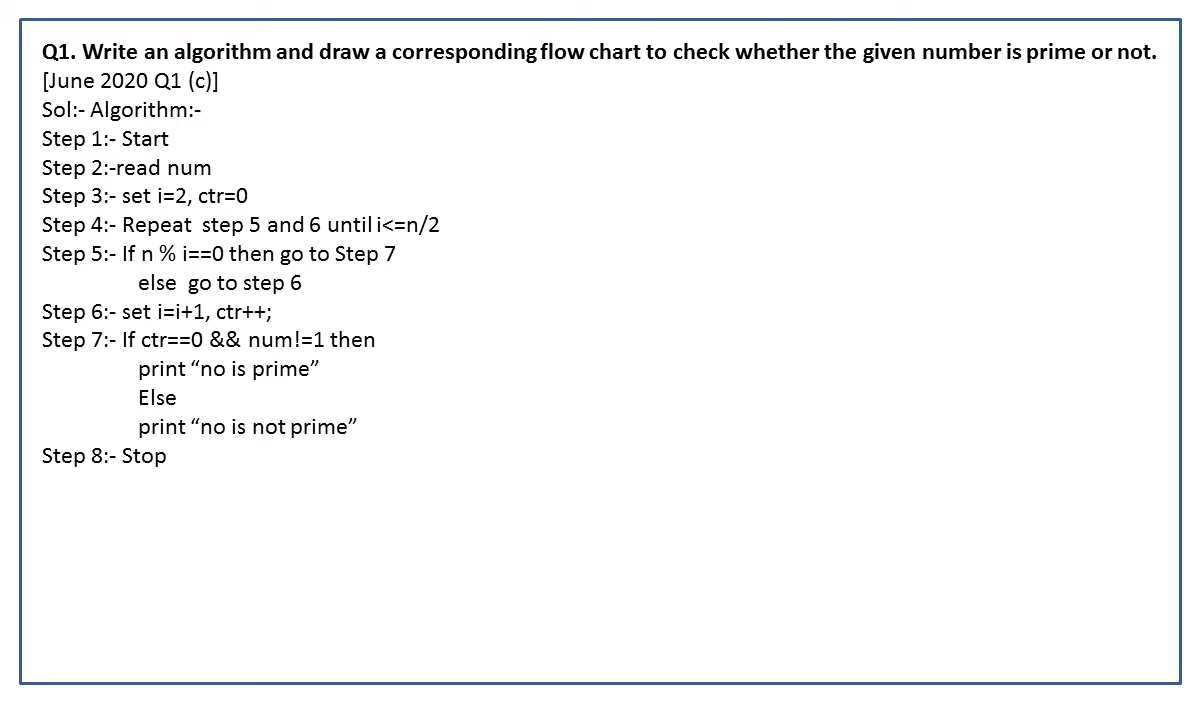 Q1. Write an algorithm and draw a corresponding flow chart to check whether the given number is prime or not.
[June 2020 Q1 (c)]
Sol:- Algorithm:-
Step 1:- Start
Step 2:-read num
Step 3:- set i=2, ctr=0
Step 4:- Repeat  step 5 and 6 until i<=n/2
Step 5:- If n % i==0 then go to Step 7
else  go to step 6
Step 6:- set i=i+1, ctr++;
Step 7:- If ctr==0 && num!=1 then
print “no is prime”
Else
print “no is not prime”
Step 8:- Stop